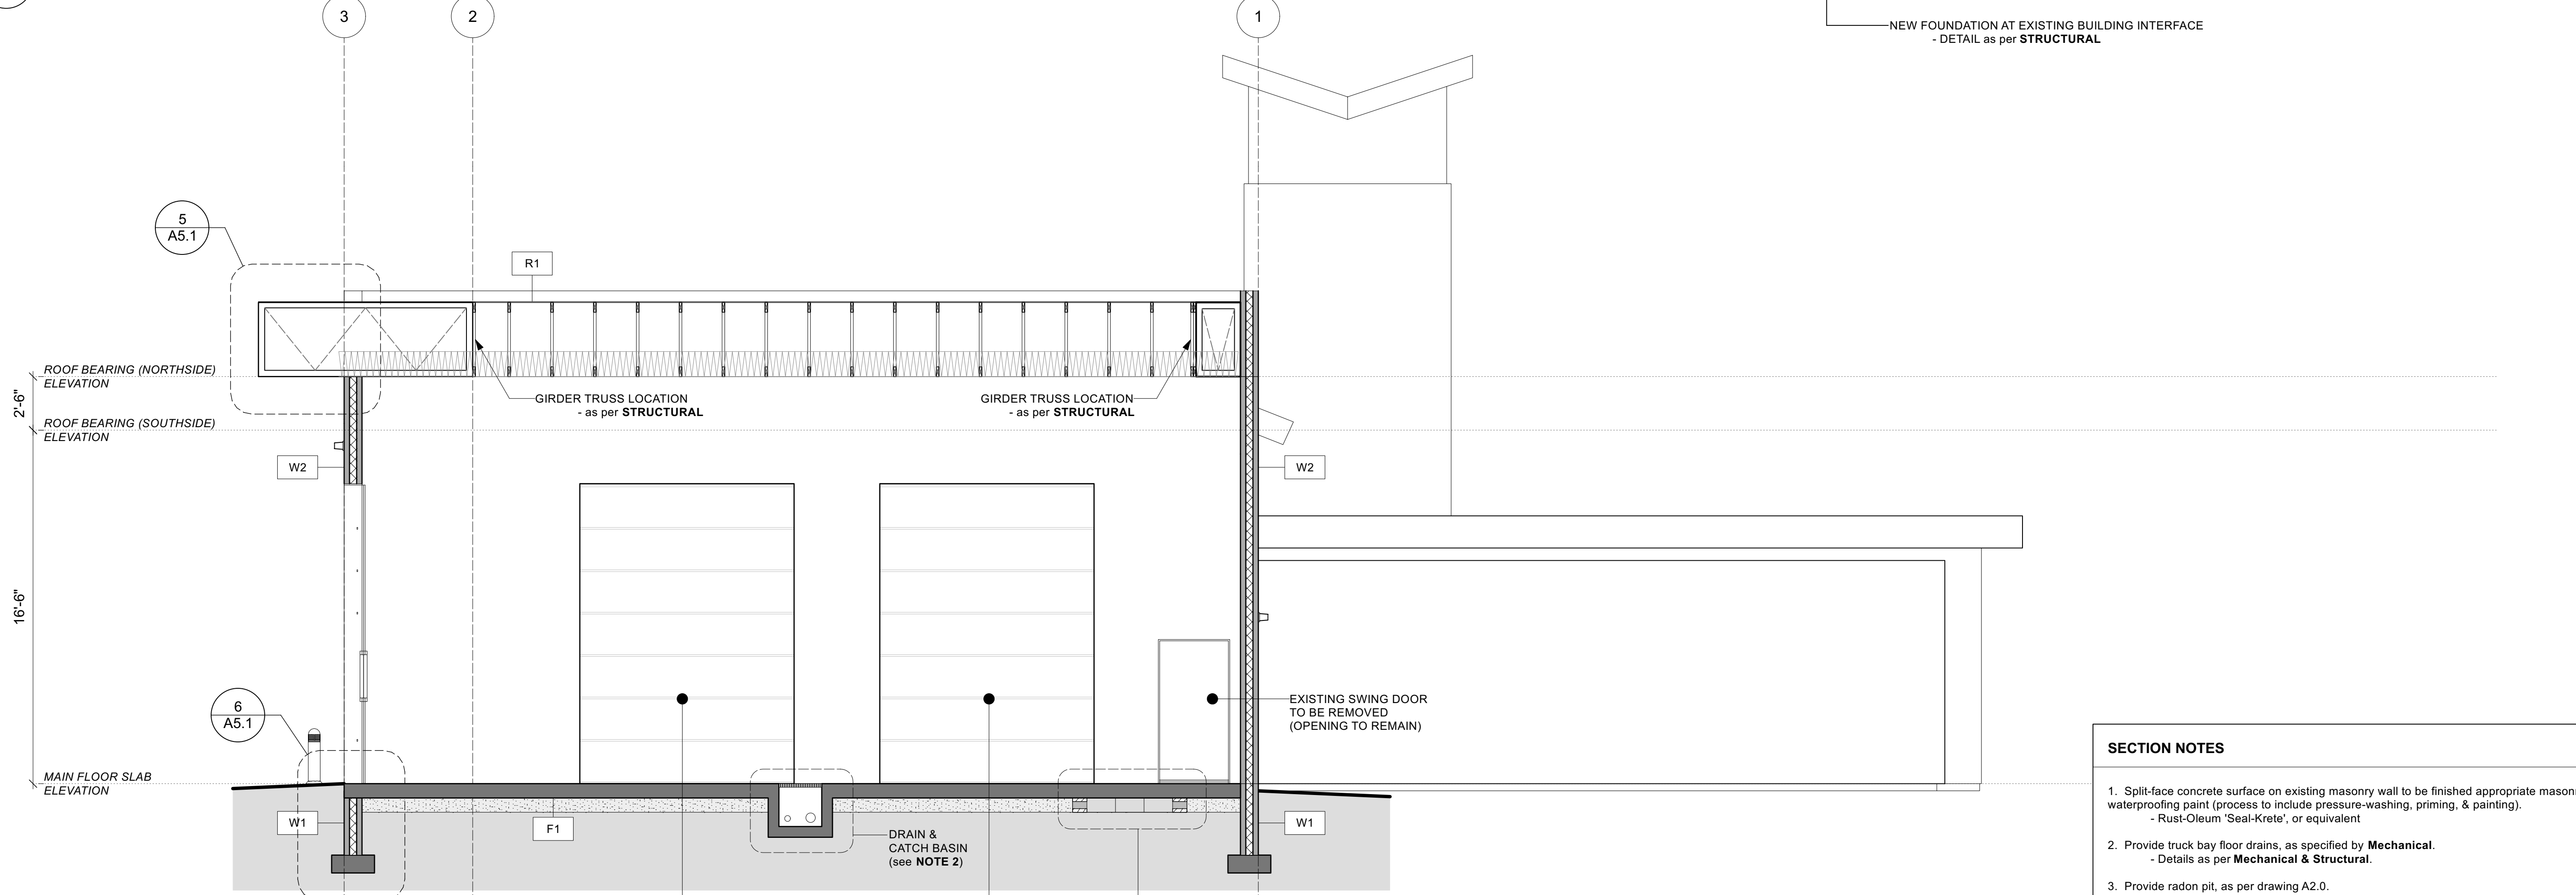 3
2
1
NEW FOUNDATION AT EXISTING BUILDING INTERFACE
- DETAIL as per STRUCTURAL
5
A5.1
R1
ROOF BEARING (NORTHSIDE)
ELEVATION
2'-6"
GIRDER TRUSS LOCATION
- as per STRUCTURAL
GIRDER TRUSS LOCATION
- as per STRUCTURAL
ROOF BEARING (SOUTHSIDE)
ELEVATION
W2
W2
16'-6"
6
A5.1
EXISTING SWING DOOR
TO BE REMOVED
(OPENING TO REMAIN)
MAIN FLOOR SLAB
ELEVATION
W1
F1
DRAIN &
CATCH BASIN
(see NOTE 2)
W1
SECTION NOTES
1. Split-face concrete surface on existing masonry wall to be finished appropriate mason
waterproofing paint (process to include pressure-washing, priming, & painting).
- Rust-Oleum 'Seal-Krete', or equivalent
2. Provide truck bay floor drains, as specified by Mechanical.
- Details as per Mechanical & Structural.
3. Provide radon pit, as per drawing A2.0.